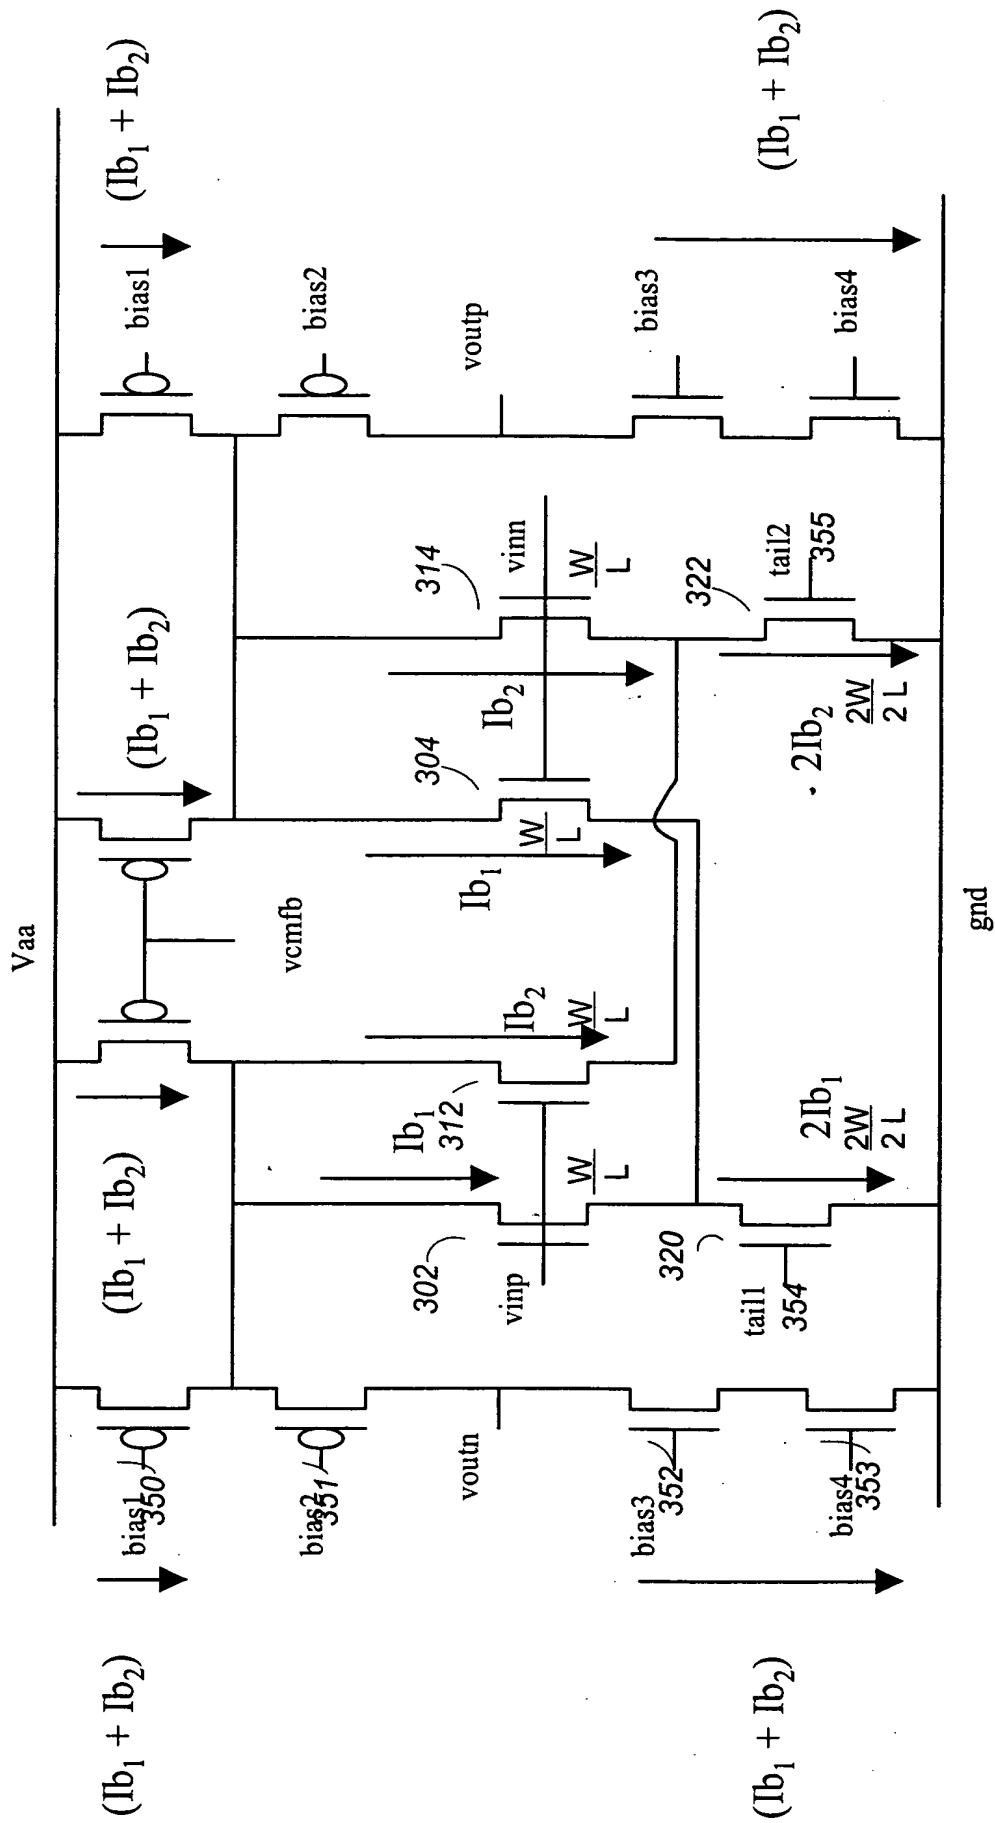 Vaa
(Ib1 + Ib2)
(Ib1 + Ib2)
(Ib1 + Ib2)
(Ib1 + Ib2)
bias1
350
bias1
vcmfb
bias2
351
bias2
voutn
302
vinp
Ib1
312
Ib2
Ib1
304
Ib2
314
vinn
voutp
W
L
W
L
W
L
W
L
bias3
352
bias3
320
322
tail1
354
tail2
355
bias4
353
bias4
2Ib1
2W
2 L
2Ib2
2W
2 L
(Ib1 + Ib2)
(Ib1 + Ib2)
gnd